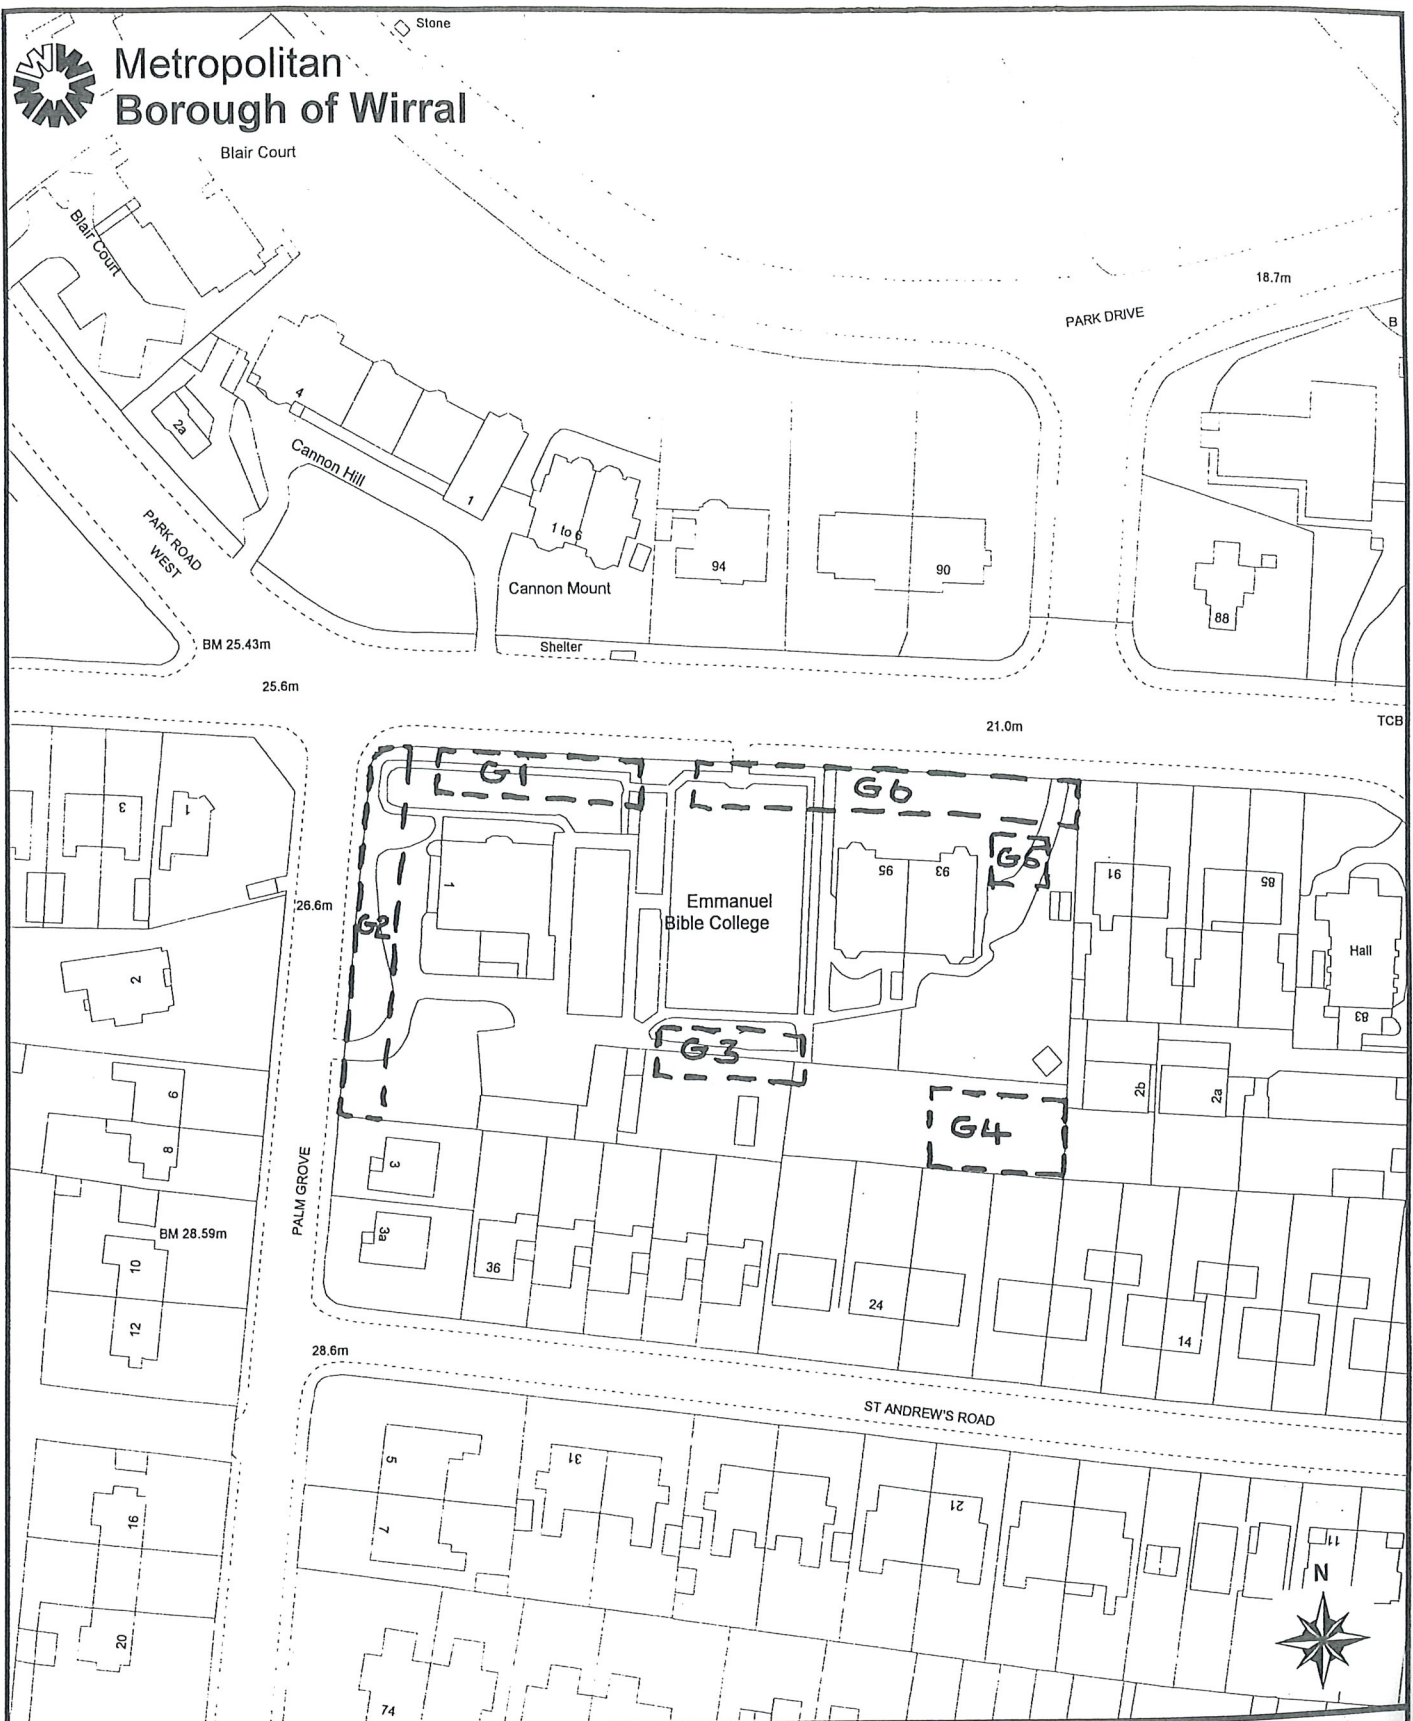 Stone
Metropolitan
Borough of Wirral
Blair Court
Blair Court
18.7m
PARK DRIVE
B
4
2a
Cannon Hill
1
1 to 6
94
90
88
PARK ROAD
WEST
Cannon Mount
BM 25.43m
Shelter
25.6m
21.0m
TCB
G1
G6
3
1
G5
1
95
93
91
85
26.6m
Emmanuel
Bible College
G2
Hall
2
83
G3
6
2b
2a
G4
8
3
PALM GROVE
BM 28.59m
3a
10
36
24
12
14
28.6m
ST ANDREW'S ROAD
5
31
21
16
7
11
N
20
74